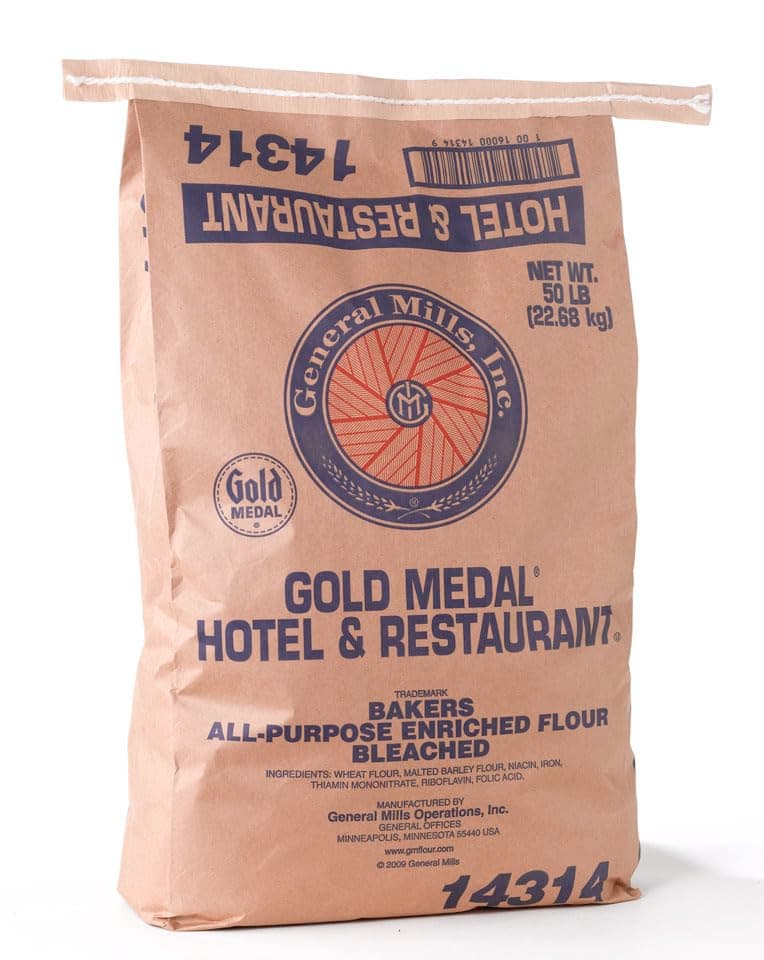 14314
1 00 16000 14314 9
HOTEL & RESTAURANT
NET WT.
50 LB
(22.68 kg)
General Mills, Inc.
GM
®
Gold
MEDAL
®
GOLD MEDAL®
HOTEL & RESTAURANT®
TRADEMARK
BAKERS
ALL-PURPOSE ENRICHED FLOUR
BLEACHED
INGREDIENTS: WHEAT FLOUR, MALTED BARLEY FLOUR, NIACIN, IRON,
THIAMIN MONONITRATE, RIBOFLAVIN, FOLIC ACID.
MANUFACTURED BY
General Mills Operations, Inc.
GENERAL OFFICES
MINNEAPOLIS, MINNESOTA 55440 USA
www.gmflour.com
© 2009 General Mills
14314